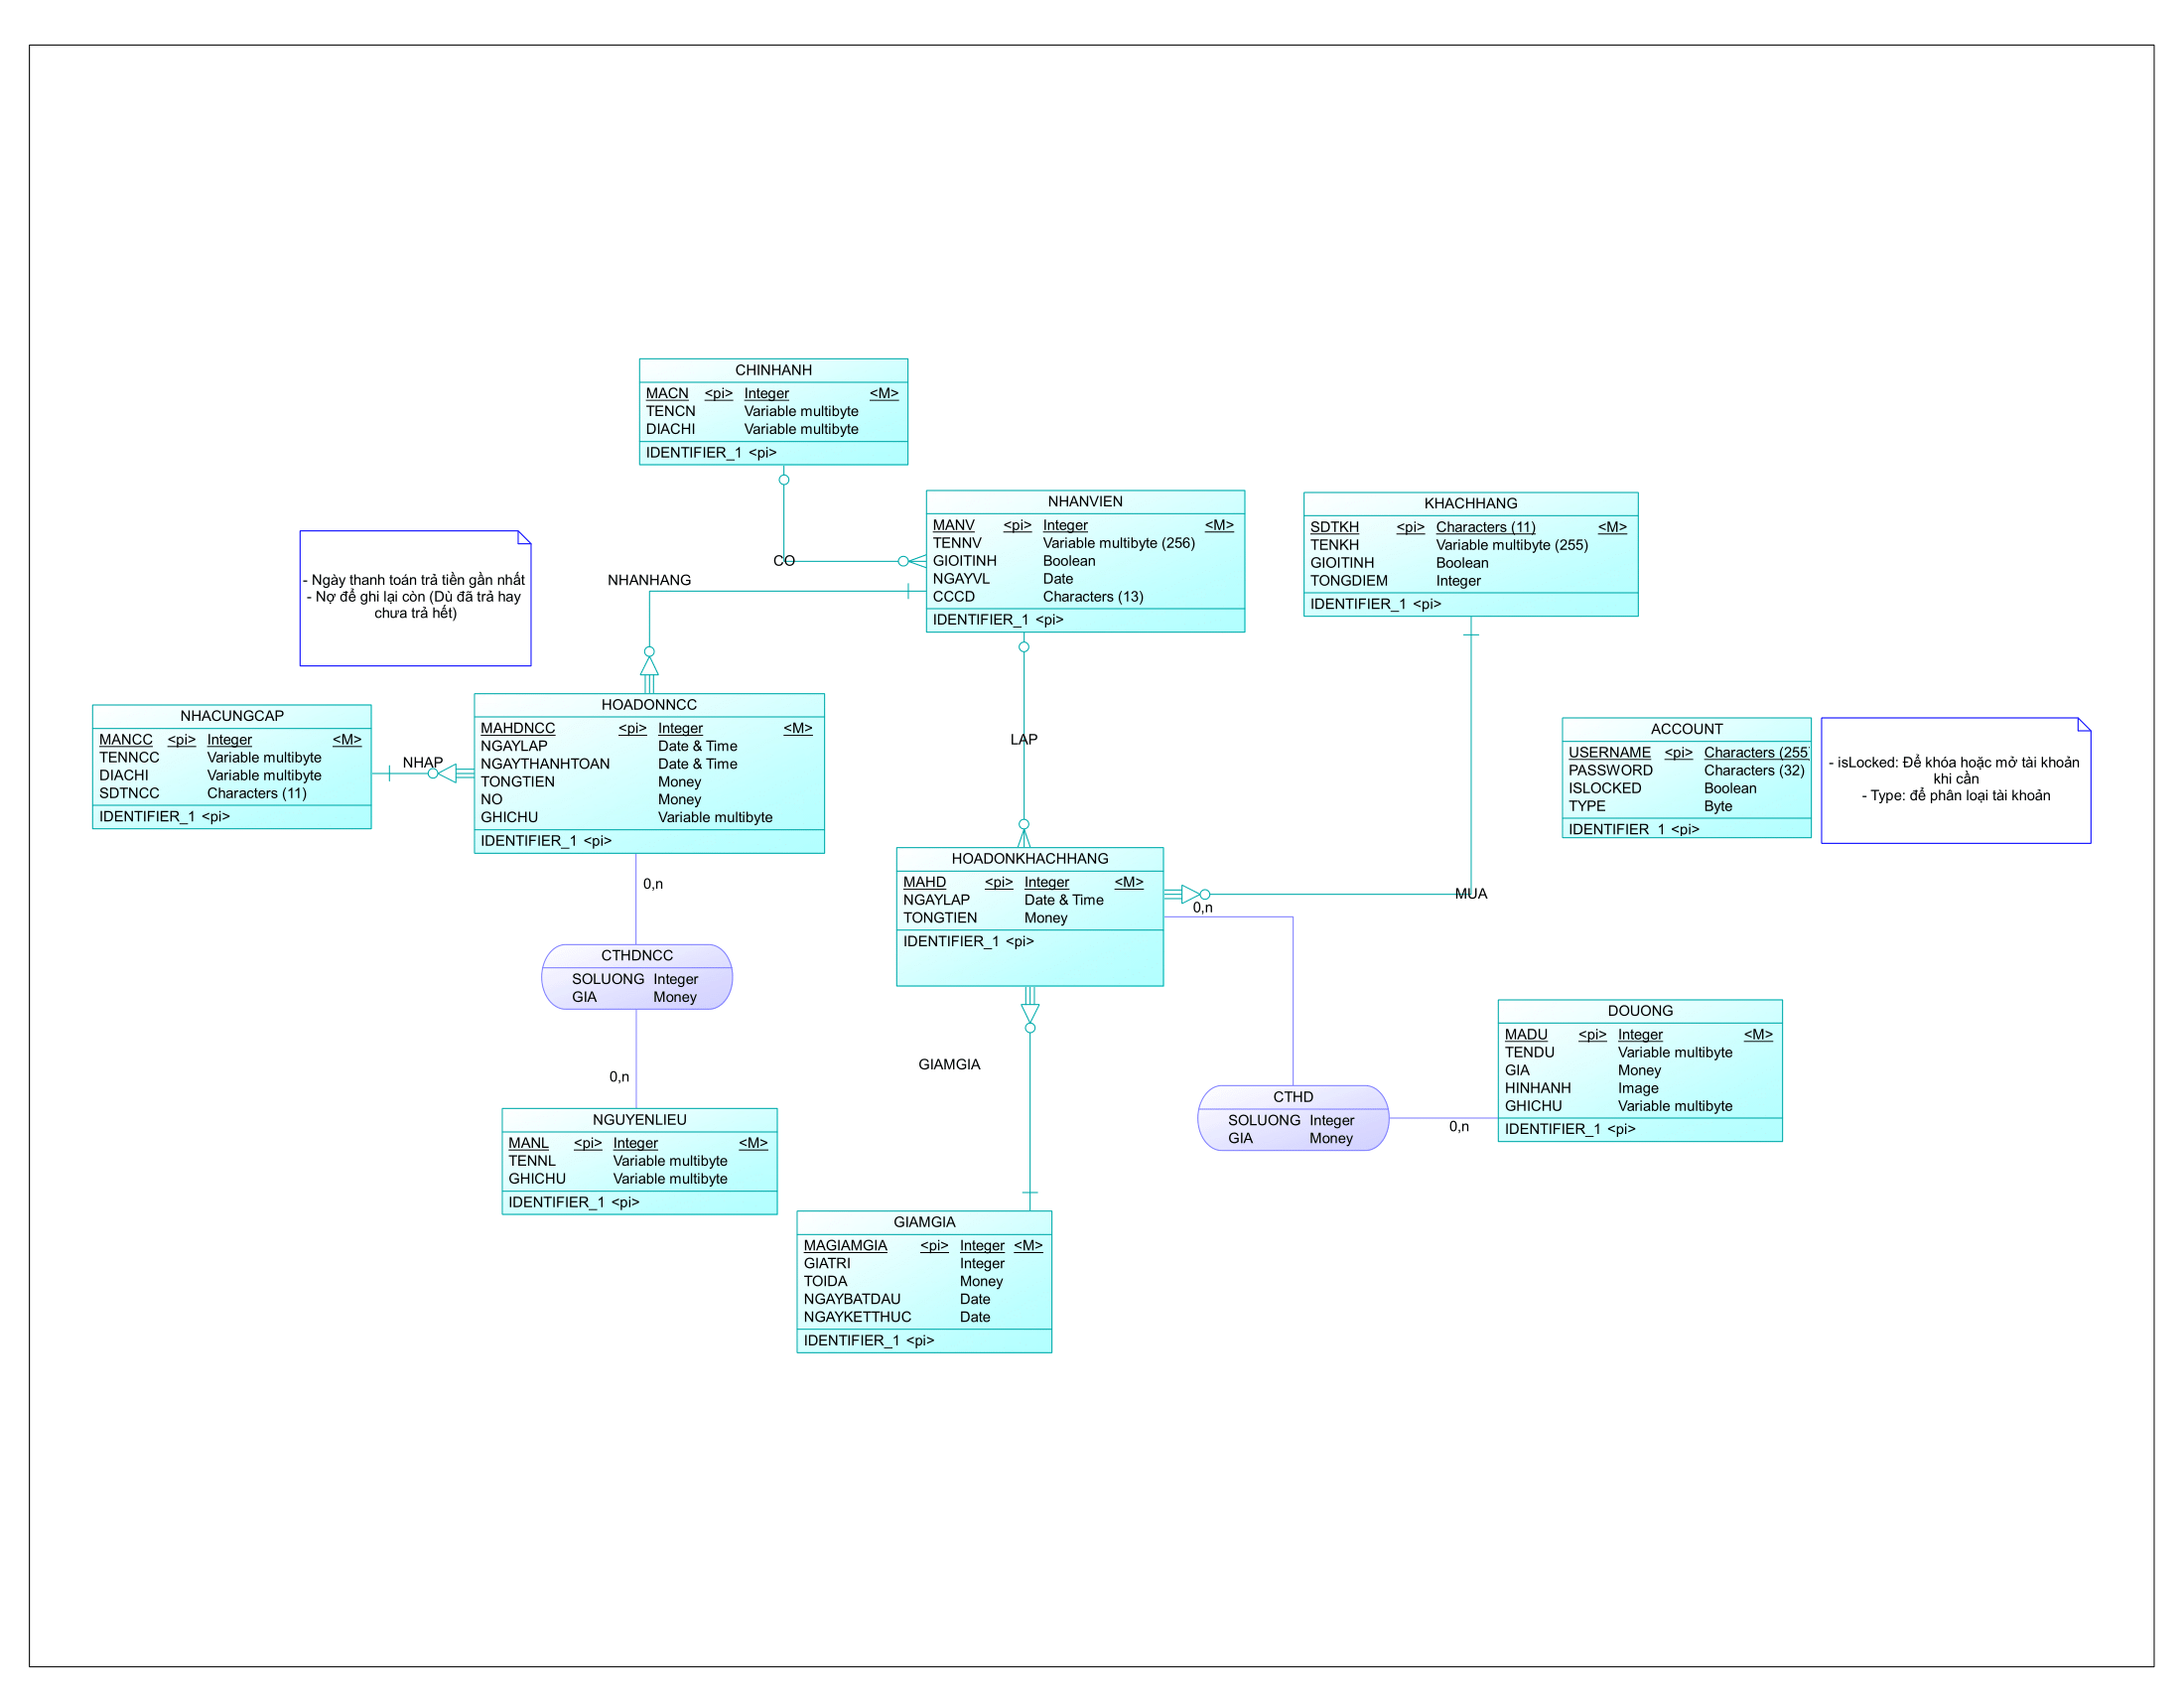 CHINHANH
MACN <pi> Integer <M>
TENCN Variable multibyte
DIACHI Variable multibyte
IDENTIFIER_1 <pi>
CO
NHANVIEN
MANV <pi> Integer <M>
TENNV Variable multibyte (256)
GIOITINH Boolean
NGAYVL Date
CCCD Characters (13)
IDENTIFIER_1 <pi>
KHACHHANG
SDTKH <pi> Characters (11) <M>
TENKH Variable multibyte (255)
GIOITINH Boolean
TONGDIEM Integer
IDENTIFIER_1 <pi>
- Ngày thanh toán trả tiền gần nhất
- Nợ để ghi lại còn (Dù đã trả hay
chưa trả hết)
NHANHANG
NHACUNGCAP
MANCC <pi> Integer <M>
TENNCC Variable multibyte
DIACHI Variable multibyte
SDTNCC Characters (11)
IDENTIFIER_1 <pi>
NHAP
HOADONNCC
MAHDNCC <pi> Integer <M>
NGAYLAP Date & Time
NGAYTHANHTOAN Date & Time
TONGTIEN Money
NO Money
GHICHU Variable multibyte
IDENTIFIER_1 <pi>
LAP
ACCOUNT
USERNAME <pi> Characters (255
PASSWORD Characters (32)
ISLOCKED Boolean
TYPE Byte
IDENTIFIER_1 <pi>
- isLocked: Để khóa hoặc mở tài khoản
khi cần
- Type: để phân loại tài khoản
HOADONKHACHHANG
MAHD <pi> Integer <M>
NGAYLAP Date & Time
TONGTIEN Money
IDENTIFIER_1 <pi>
MUA
0,n
0,n
CTHDNCC
SOLUONG Integer
GIA Money
0,n
NGUYENLIEU
MANL <pi> Integer <M>
TENNL Variable multibyte
GHICHU Variable multibyte
IDENTIFIER_1 <pi>
GIAMGIA
DOUONG
MADU <pi> Integer <M>
TENDU Variable multibyte
GIA Money
HINHANH Image
GHICHU Variable multibyte
IDENTIFIER_1 <pi>
CTHD
SOLUONG Integer
GIA Money
0,n
GIAMGIA
MAGIAMGIA <pi> Integer <M>
GIATRI Integer
TOIDA Money
NGAYBATDAU Date
NGAYKETTHUC Date
IDENTIFIER_1 <pi>